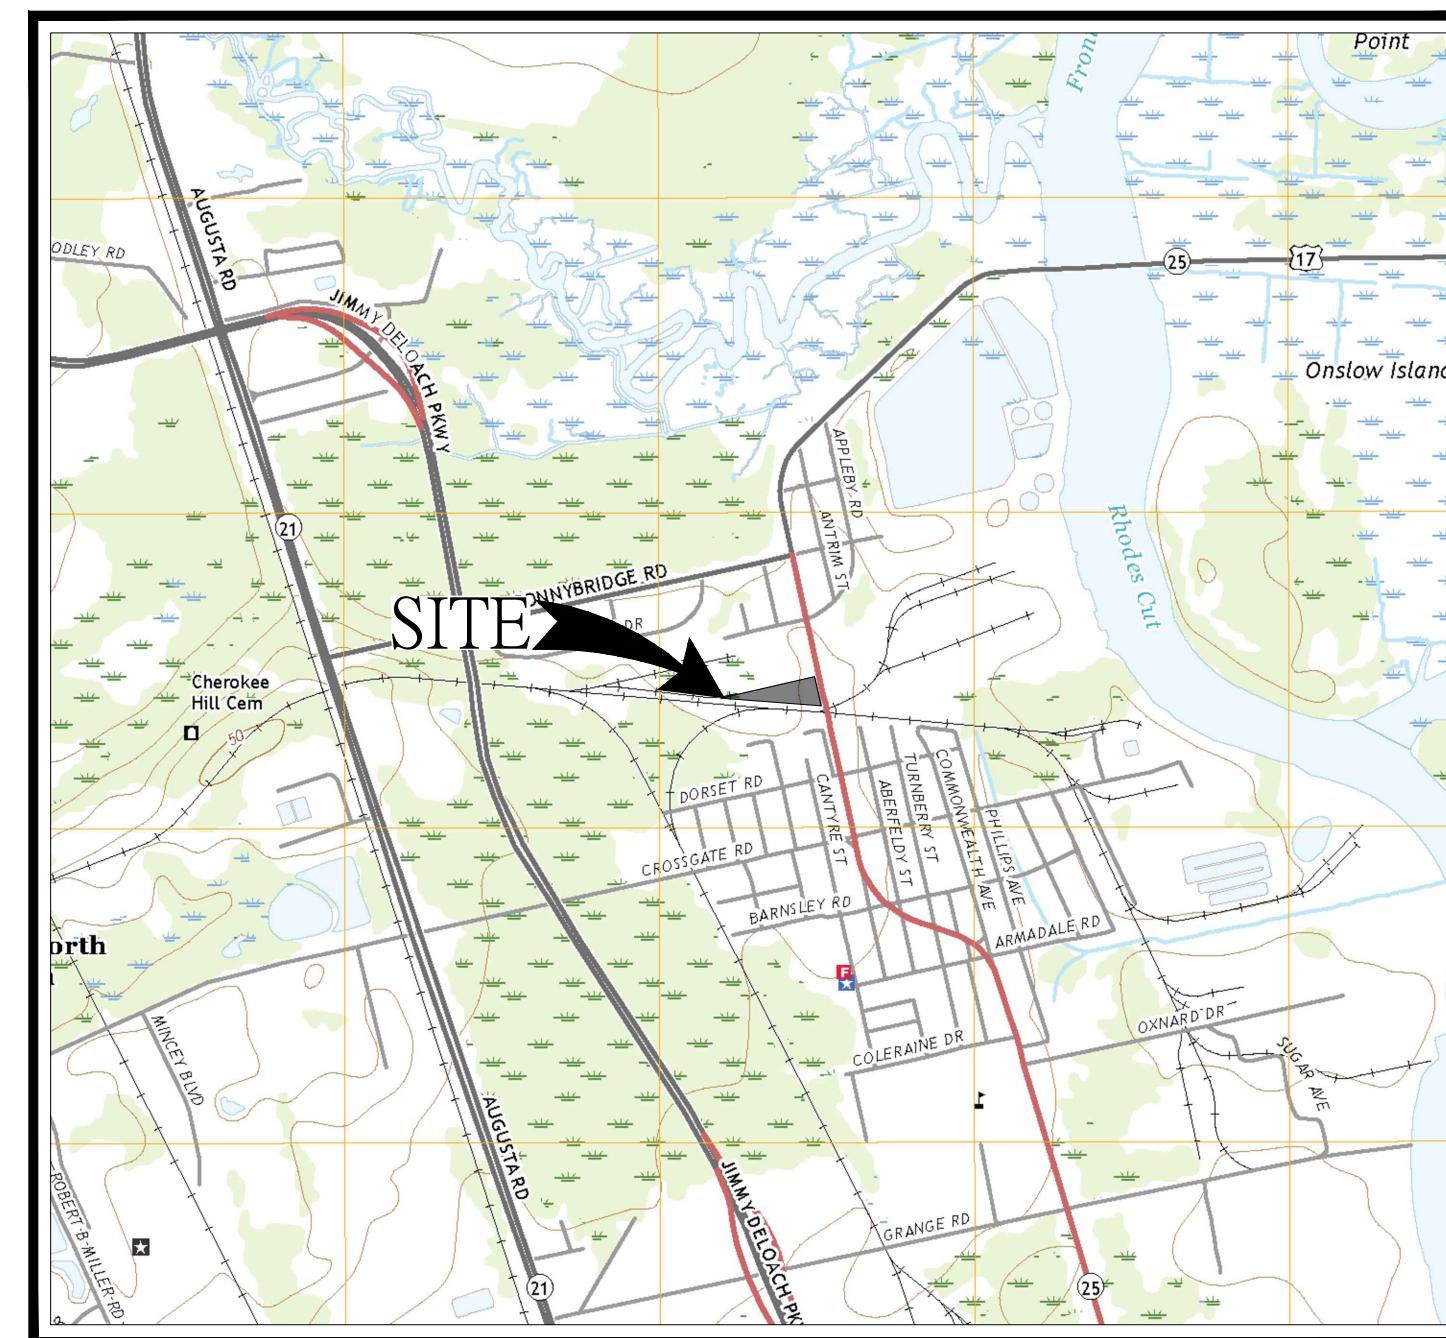 Point
Front
ODLEY RD
AUGUSTA RD
25
17
JIMMY DELOACH PKWY
Onslow Island
APPLEBY RD
ANTRIM ST
21
Rhodes Cut
ONNYBRIDGE RD
SITE
DR
Cherokee
Hill Cem
50
DORSET RD
CANTYRE ST
ABERFELDY ST
TURNBERRY ST
COMMONWEALTH AVE
PHILLIPS AVE
CROSSGATE RD
BARNSLEY RD
ARMADALE RD
orth
F
MINCEY BLVD
COLERAINE DR
OXNARD DR
SUGAR AVE
AUGUSTA RD
JIMMY DELOACH PK
ROBERT-B-MILLER-RD
GRANGE RD
21
25